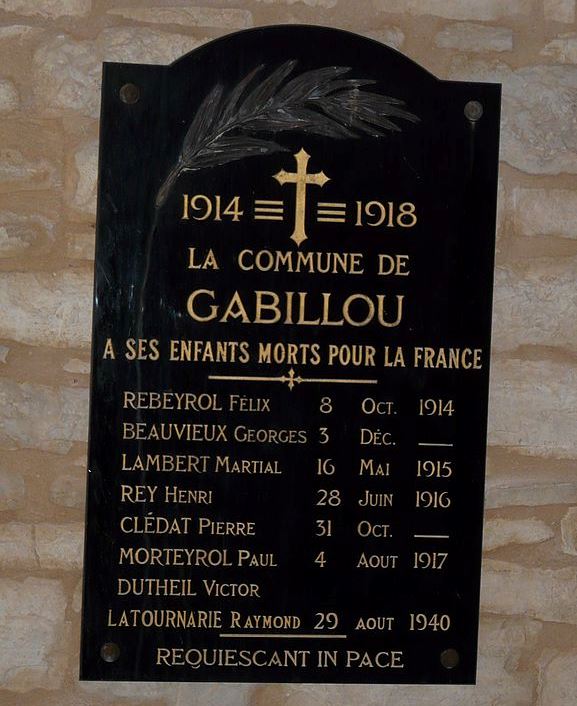 1914 1918
LA COMMUNE DE
GABILLOU
A SES ENFANTS MORTS POUR LA FRANCE
REBEYROL FÉLIX 8 OCT. 1914
BEAUVIEUX GEORGES 3 DÉC. —
LAMBERT MARTIAL 16 MAI 1915
REY HENRI 28 JUIN 1916
CLÉDAT PIERRE 31 OCT. —
MORTEYROL PAUL 4 AOUT 1917
DUTHEIL VICTOR
LATOURNARIE RAYMOND 29 AOUT 1940
REQUIESCANT IN PACE